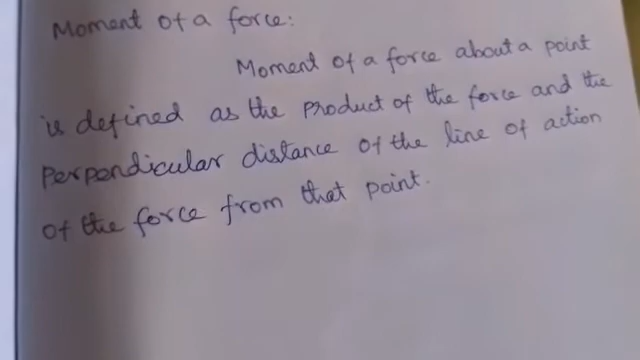 Moment of a force:
Moment of a force about a point
is defined as the product of the force and the
perpendicular distance of the line of action
of the force from that point.